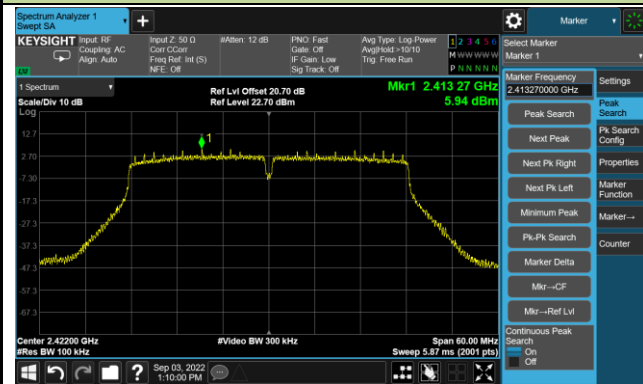 Spectrum Analyzer 1
Swept SA
Marker
KEYSIGHT
Input: RF
Coupling: AC
Align: Auto
Input Z: 50 Ω
Corr CCorr
Freq Ref: Int (S)
NFE: Off
#Atten: 12 dB
PNO: Fast
Gate: Off
IF Gain: Low
Sig Track: Off
Avg Type: Log-Power
Avg|Hold:>10/10
Trig: Free Run
1 2 3 4 5 6
M W W W W W
P N N N N N
LXI
Select Marker
Marker 1
1 Spectrum
Scale/Div 10 dB
Log
Ref Lvl Offset 20.70 dB
Ref Level 22.70 dBm
Mkr1 2.413 27 GHz
5.94 dBm
Marker Frequency
2.413270000 GHz
Settings
Peak Search
Peak
Search
Next Peak
Pk Search
Config
Next Pk Right
Properties
Next Pk Left
Marker
Function
Minimum Peak
Marker→
Pk-Pk Search
Counter
Marker Delta
Mkr→CF
Mkr→Ref Lvl
Continuous Peak
Search
On
Off
12.7
2.70
-7.30
-17.3
-27.3
-37.3
-47.3
-57.3
-67.3
1
Center 2.42200 GHz
#Res BW 100 kHz
#Video BW 300 kHz
Span 60.00 MHz
Sweep 5.87 ms (2001 pts)
Sep 03, 2022
1:10:00 PM